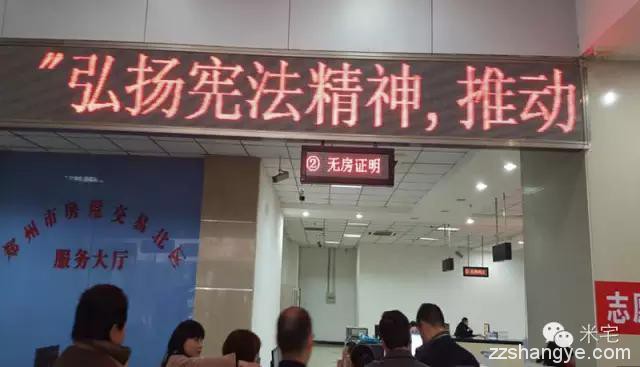 "弘扬宪法精神,推动
② 无房证明
郑州市房屋交易北区
服务大厅
志愿
米宅
zzshangye.com